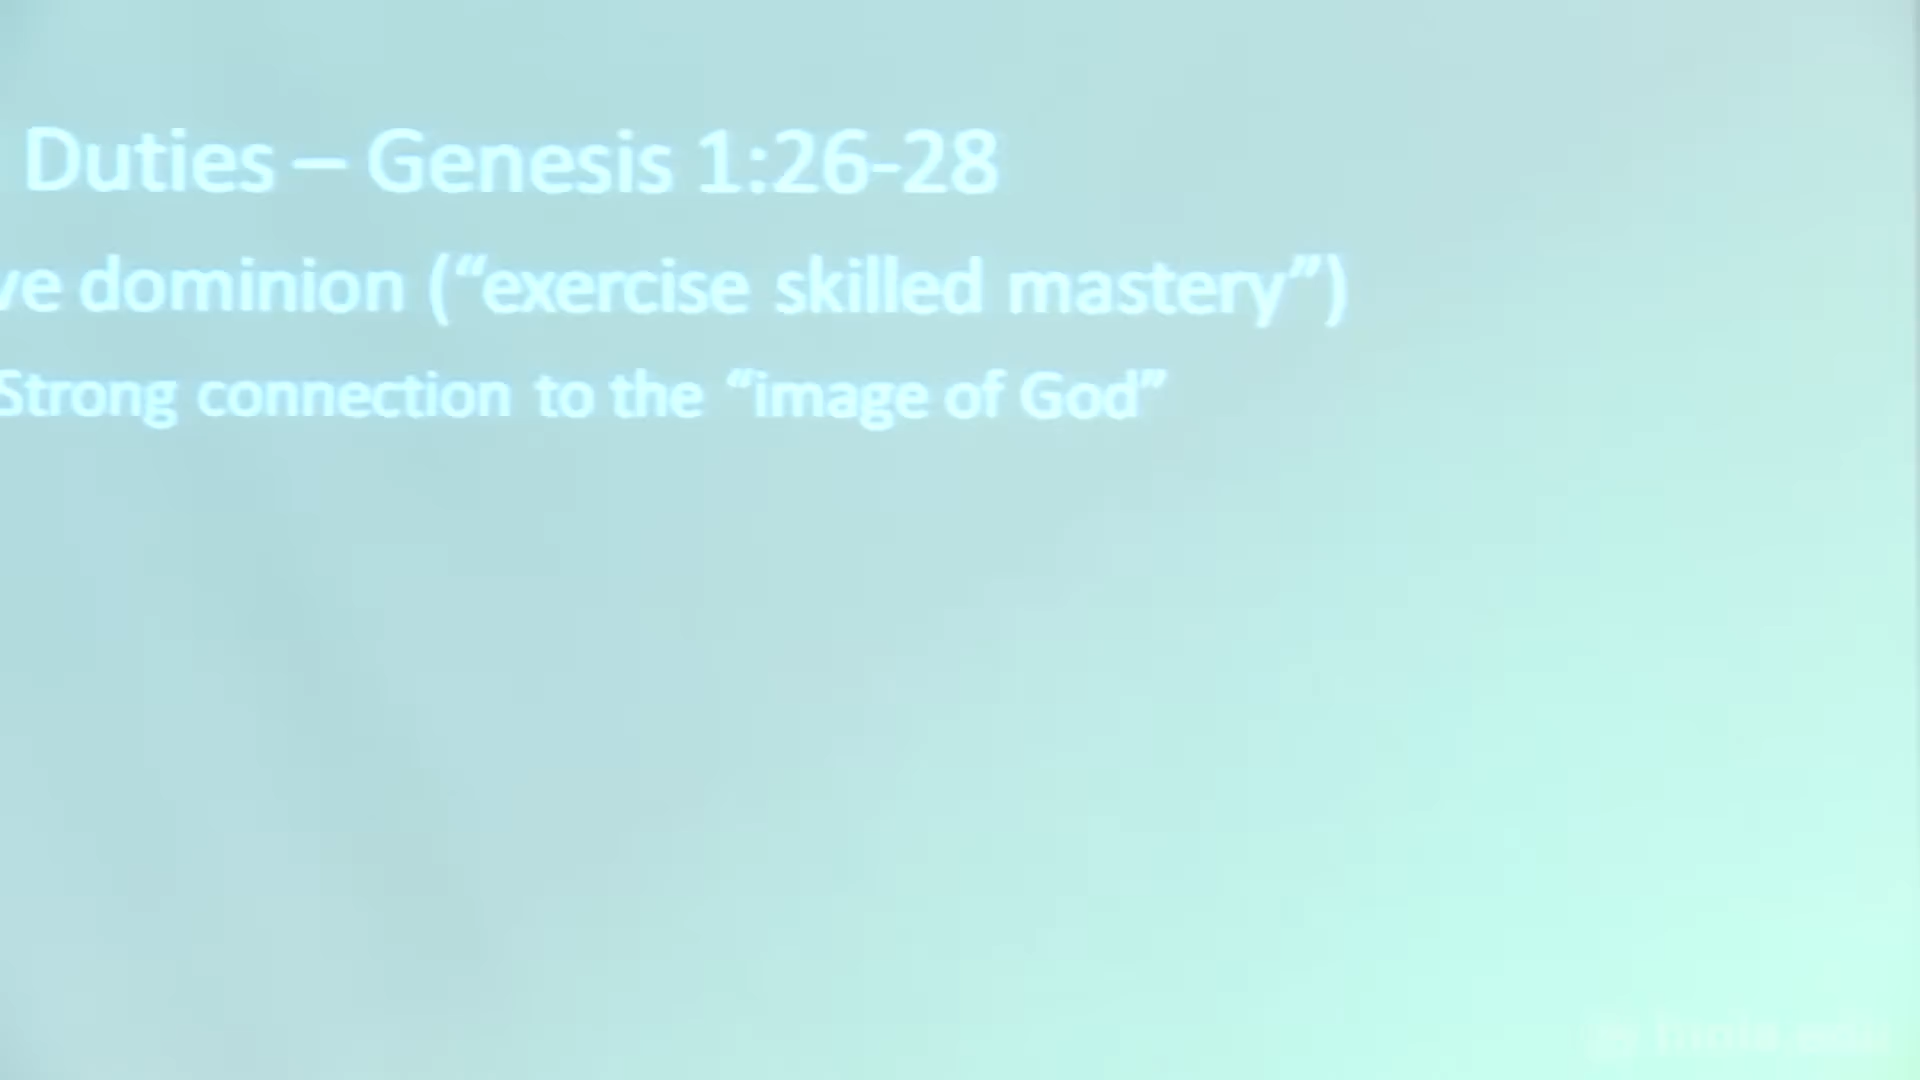 Duties – Genesis 1:26-28
ve dominion (“exercise skilled mastery”)
Strong connection to the “image of God”